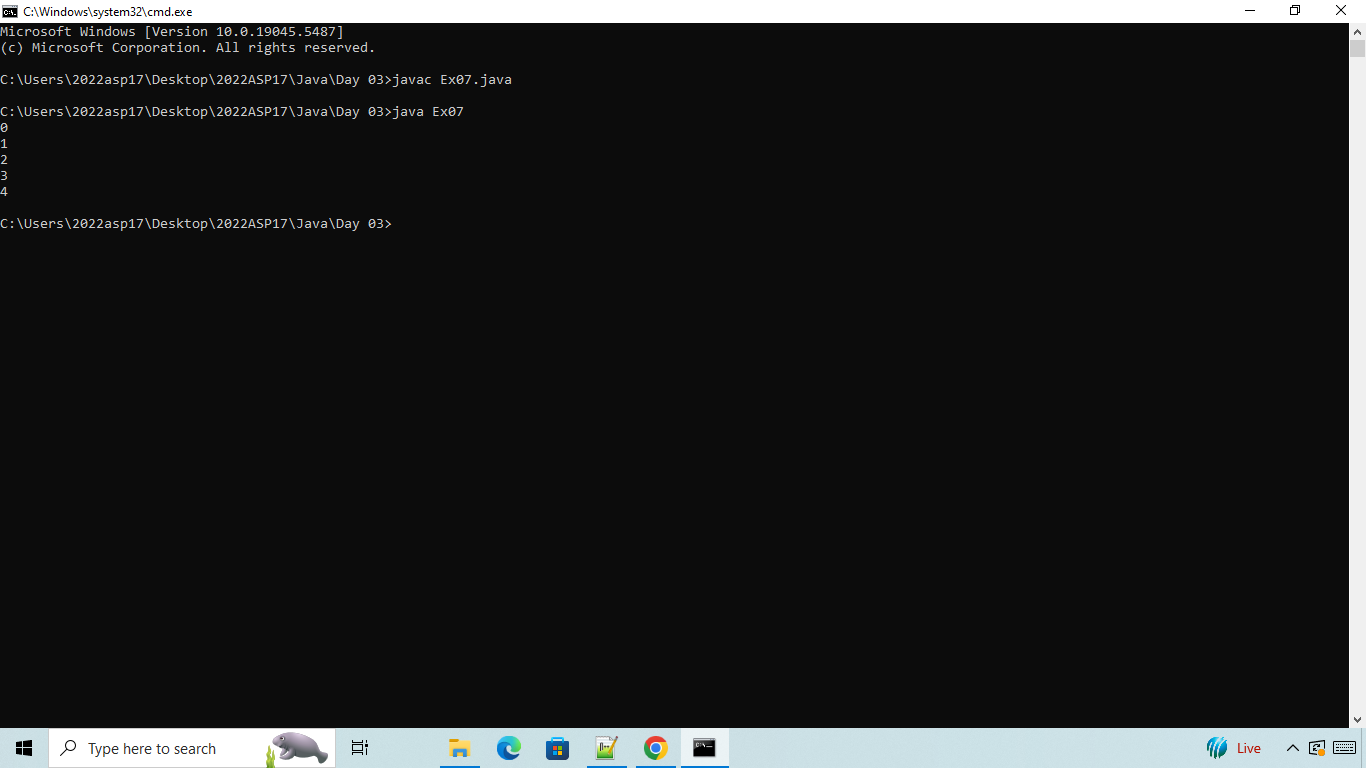 C:\Windows\system32\cmd.exe
Microsoft Windows [Version 10.0.19045.5487]
(c) Microsoft Corporation. All rights reserved.
C:\Users\2022asp17\Desktop\2022ASP17\Java\Day 03>javac Ex07.java
C:\Users\2022asp17\Desktop\2022ASP17\Java\Day 03>java Ex07
0
1
2
3
4
C:\Users\2022asp17\Desktop\2022ASP17\Java\Day 03>
Type here to search
Live